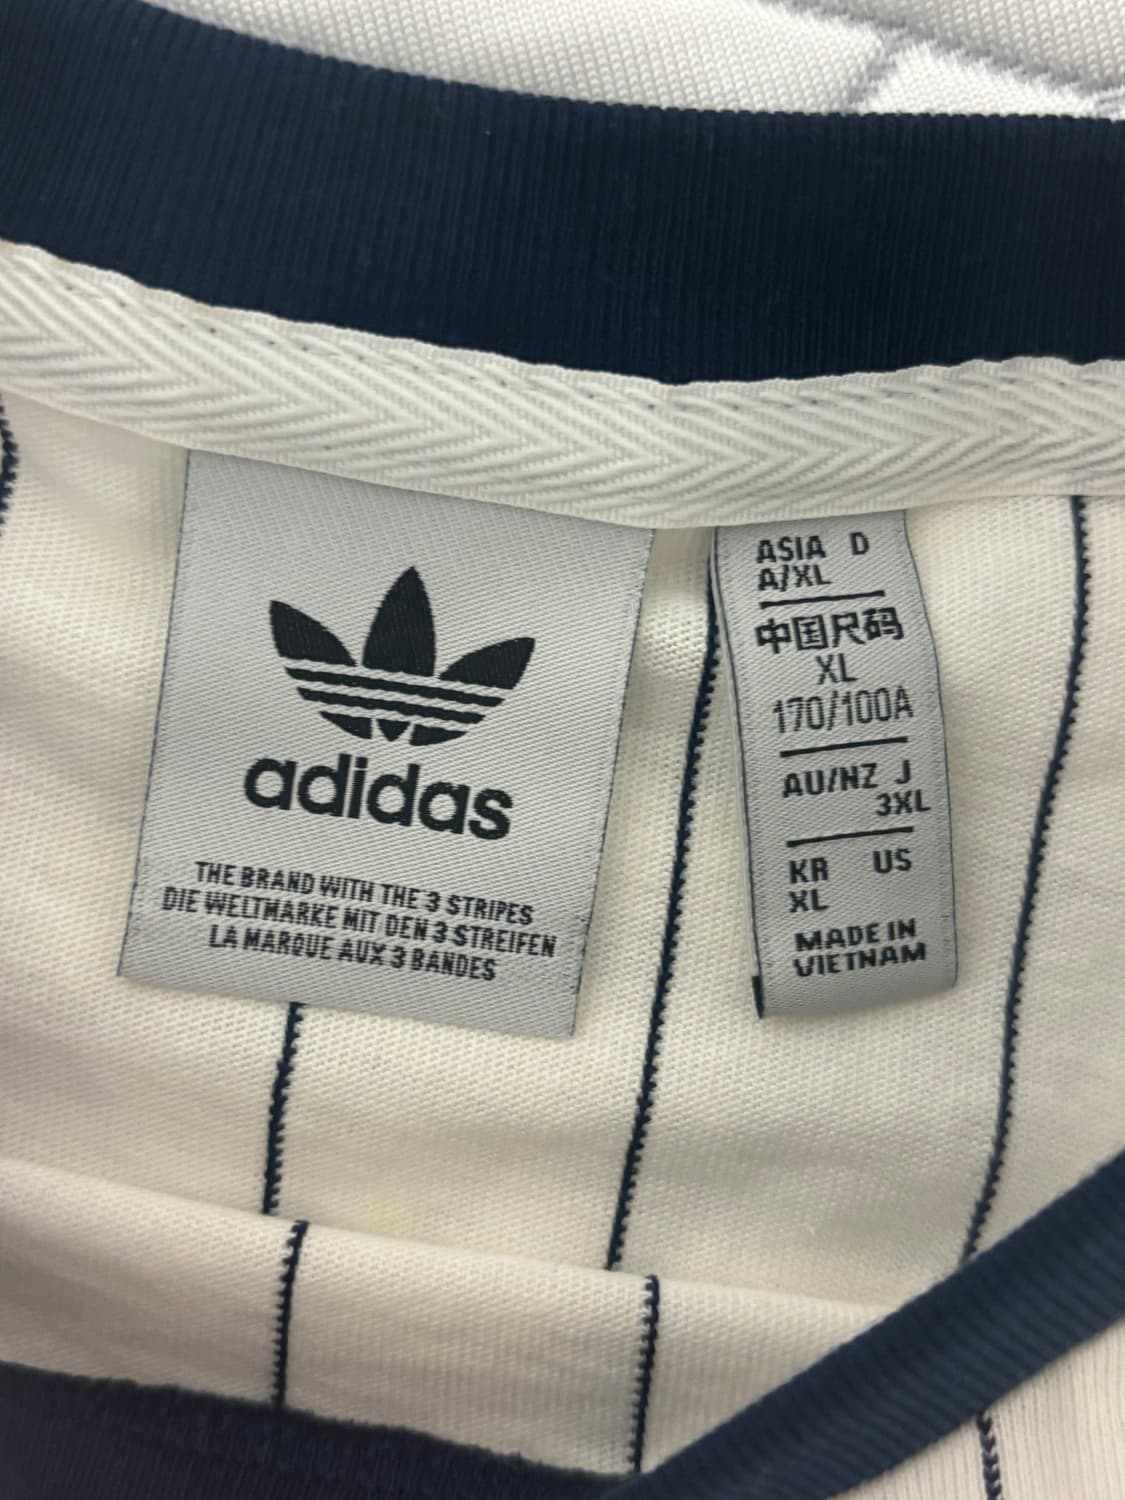 adidas
THE BRAND WITH THE 3 STRIPES
DIE WELTMARKE MIT DEN 3 STREIFEN
LA MARQUE AUX 3 BANDES
ASIA D
A/XL
中国尺码
XL
170/100A
AU/NZ J
3XL
KR US
XL
MADE IN
VIETNAM